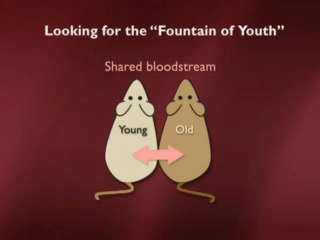 Looking for the “Fountain of Youth”
Shared bloodstream
Young Old